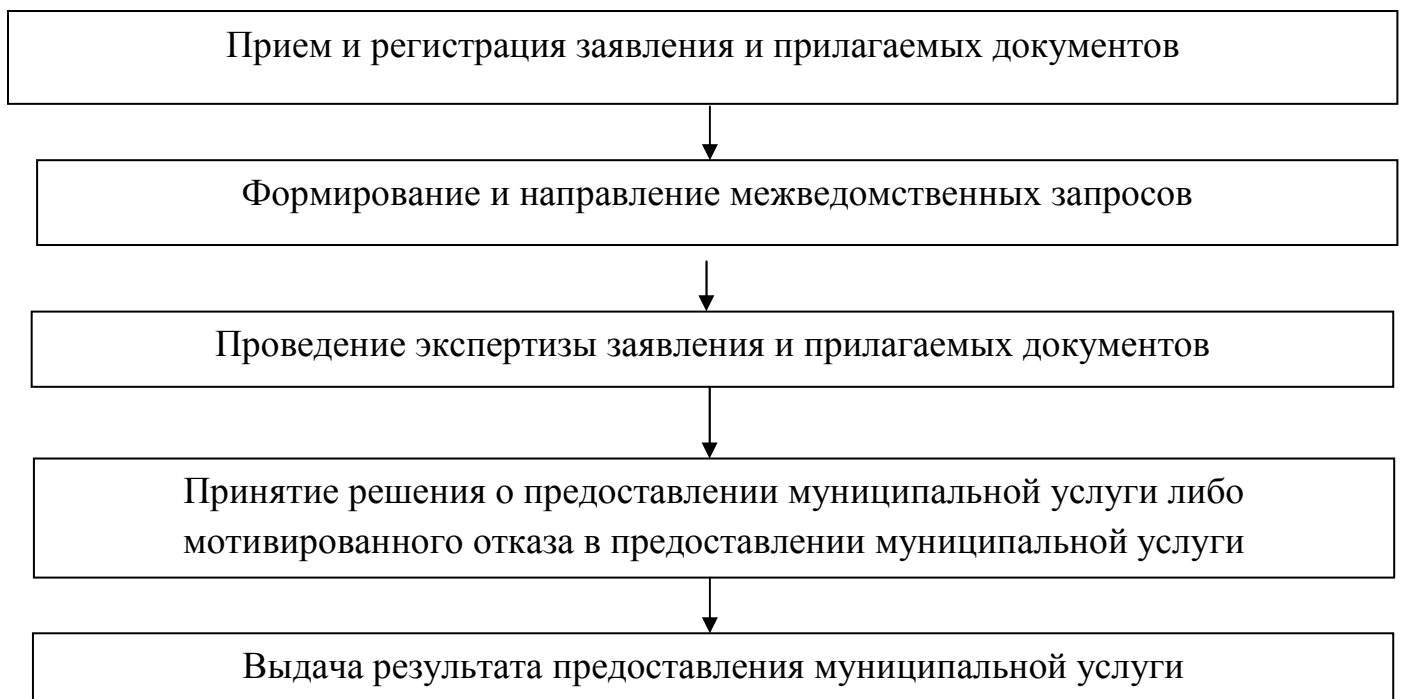 Прием и регистрация заявления и прилагаемых документов
Формирование и направление межведомственных запросов
Проведение экспертизы заявления и прилагаемых документов
Принятие решения о предоставлении муниципальной услуги либо
мотивированного отказа в предоставлении муниципальной услуги
Выдача результата предоставления муниципальной услуги